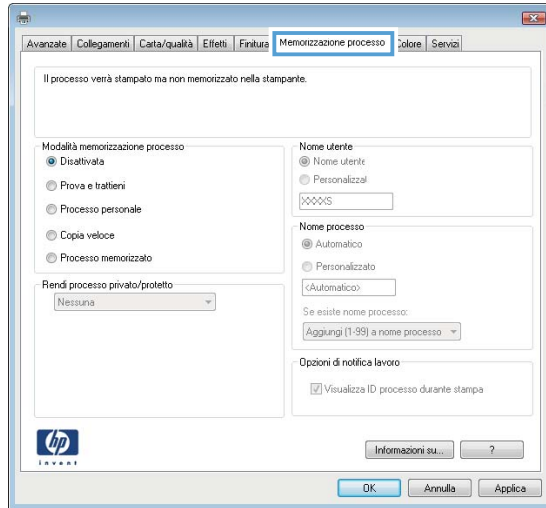 Avanzate Collegamenti Carta/qualità Effetti Finitura Memorizzazione processo Colore Servizi
Il processo verrà stampato ma non memorizzato nella stampante.
Modalità memorizzazione processo
Disattivata
Prova e trattieni
Processo personale
Copia veloce
Processo memorizzato
Rendi processo privato/protetto
Nessuna
Nome utente
Nome utente
Personalizzat
XXXXS
Nome processo
Automatico
Personalizzato
<Automatico>
Se esiste nome processo:
Aggiungi (1-99) a nome processo
Opzioni di notifica lavoro
Visualizza ID processo durante stampa
hp
invent
Informazioni su... ?
OK Annulla Applica